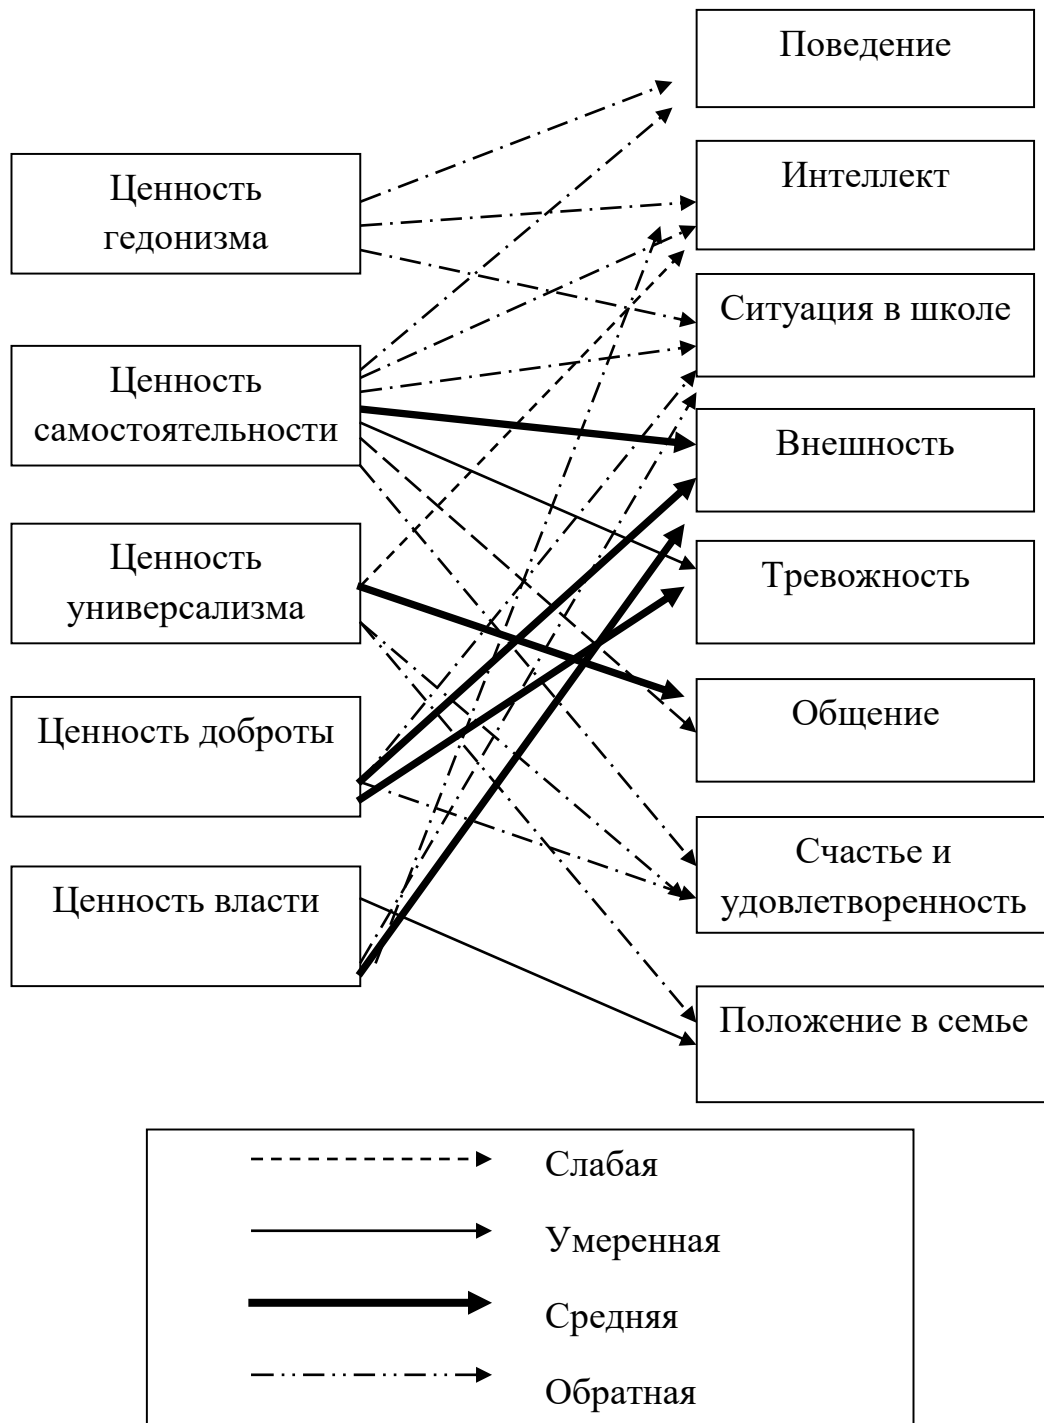 Поведение
Ценность
гедонизма
Интеллект
Ситуация в школе
Ценность
самостоятельности
Внешность
Ценность
универсализма
Тревожность
Ценность доброты
Общение
Ценность власти
Счастье и
удовлетворенность
Положение в семье
Слабая
Умеренная
Средняя
Обратная